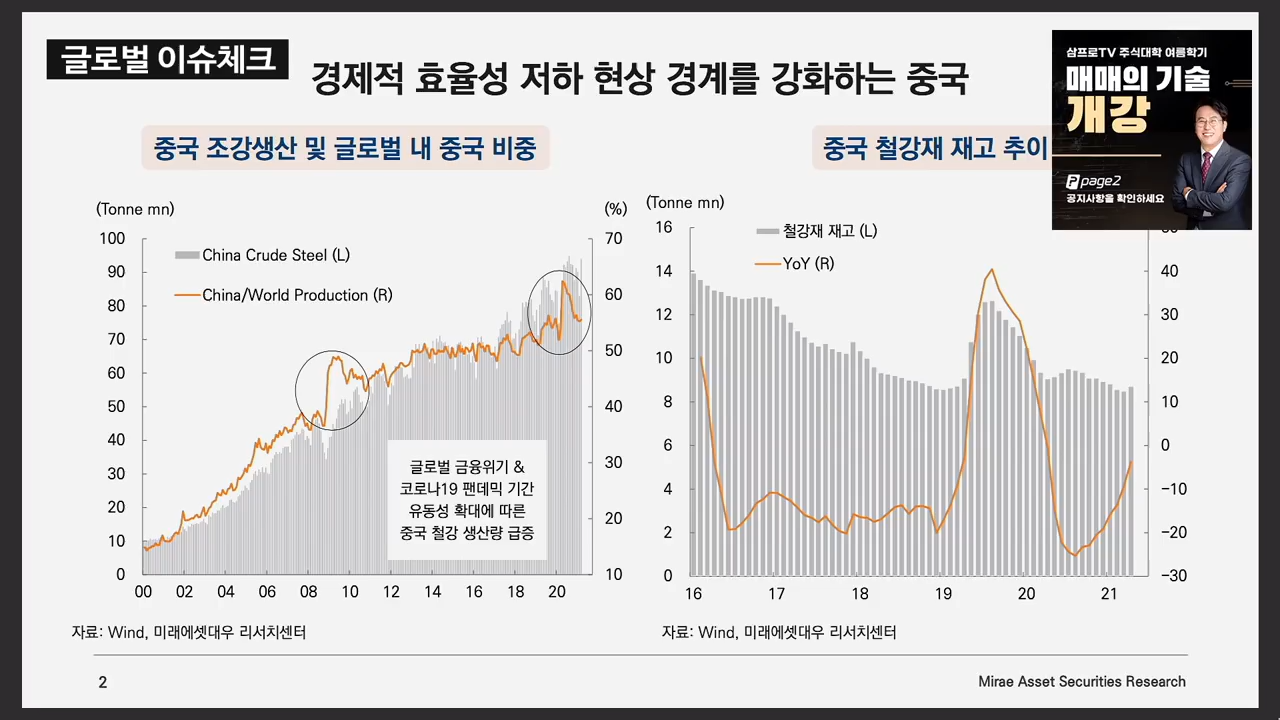 글로벌 이슈체크
경제적 효율성 저하 현상 경계를 강화하는 중국
삼프로TV 주식대학 여름학기
매매의 기술
개강
page2
공지사항을 확인하세요
중국 조강생산 및 글로벌 내 중국 비중
(Tonne mn)
(%)
China Crude Steel (L)
China/World Production (R)
100
90
80
70
60
50
40
30
20
10
0
70
60
50
40
30
20
10
글로벌 금융위기 &
코로나19 팬데믹 기간
유동성 확대에 따른
중국 철강 생산량 급증
00 02 04 06 08 10 12 14 16 18 20
자료: Wind, 미래에셋대우 리서치센터
중국 철강재 재고 추이
(Tonne mn)
철강재 재고 (L)
YoY (R)
16
14
12
10
8
6
4
2
0
40
30
20
10
0
-10
-20
-30
16 17 18 19 20 21
자료: Wind, 미래에셋대우 리서치센터
2
Mirae Asset Securities Research